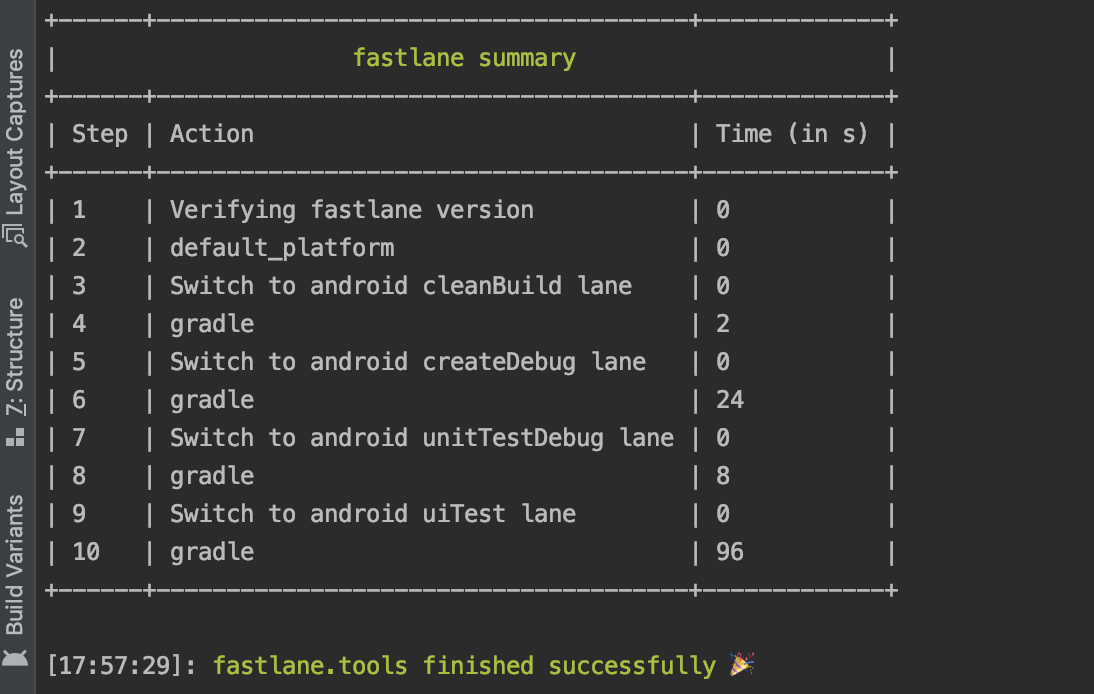 Layout Captures
7: Structure
Build Variants
+------+--------------------------------------+-------------+
| fastlane summary |
+------+--------------------------------------+-------------+
| Step | Action | Time (in s) |
+------+--------------------------------------+-------------+
| 1 | Verifying fastlane version | 0 |
| 2 | default_platform | 0 |
| 3 | Switch to android cleanBuild lane | 0 |
| 4 | gradle | 2 |
| 5 | Switch to android createDebug lane | 0 |
| 6 | gradle | 24 |
| 7 | Switch to android unitTestDebug lane | 0 |
| 8 | gradle | 8 |
| 9 | Switch to android uiTest lane | 0 |
| 10 | gradle | 96 |
+------+--------------------------------------+-------------+
[17:57:29]: fastlane.tools finished successfully 🎉